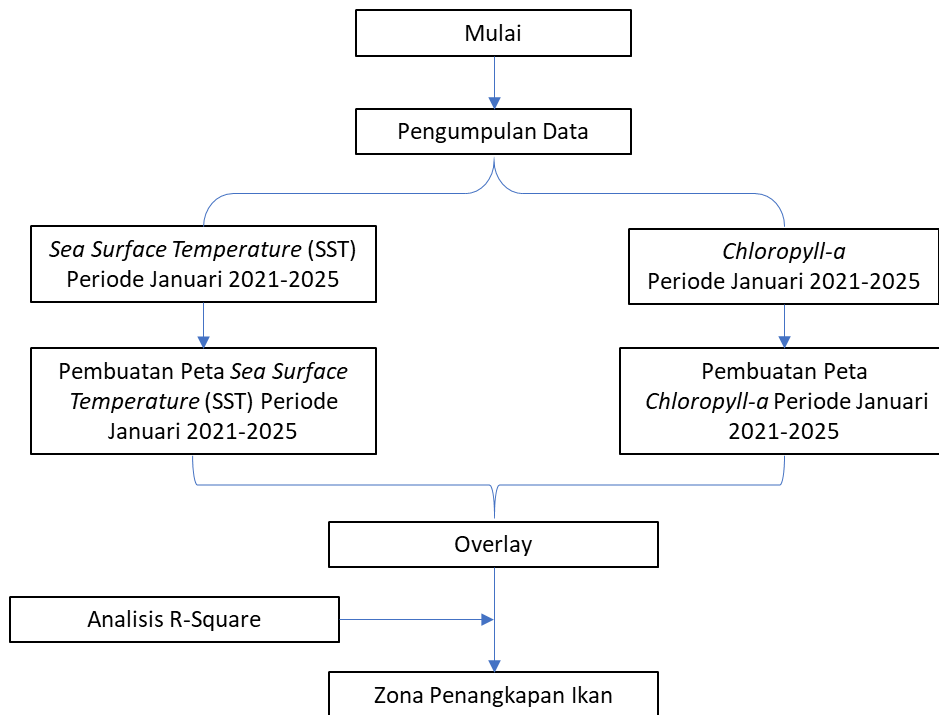 Mulai
Pengumpulan Data
Sea Surface Temperature (SST)
Periode Januari 2021-2025
Chloropyll-a
Periode Januari 2021-2025
Pembuatan Peta Sea Surface
Temperature (SST) Periode
Januari 2021-2025
Pembuatan Peta
Chloropyll-a Periode Januari
2021-2025
Overlay
Analisis R-Square
Zona Penangkapan Ikan